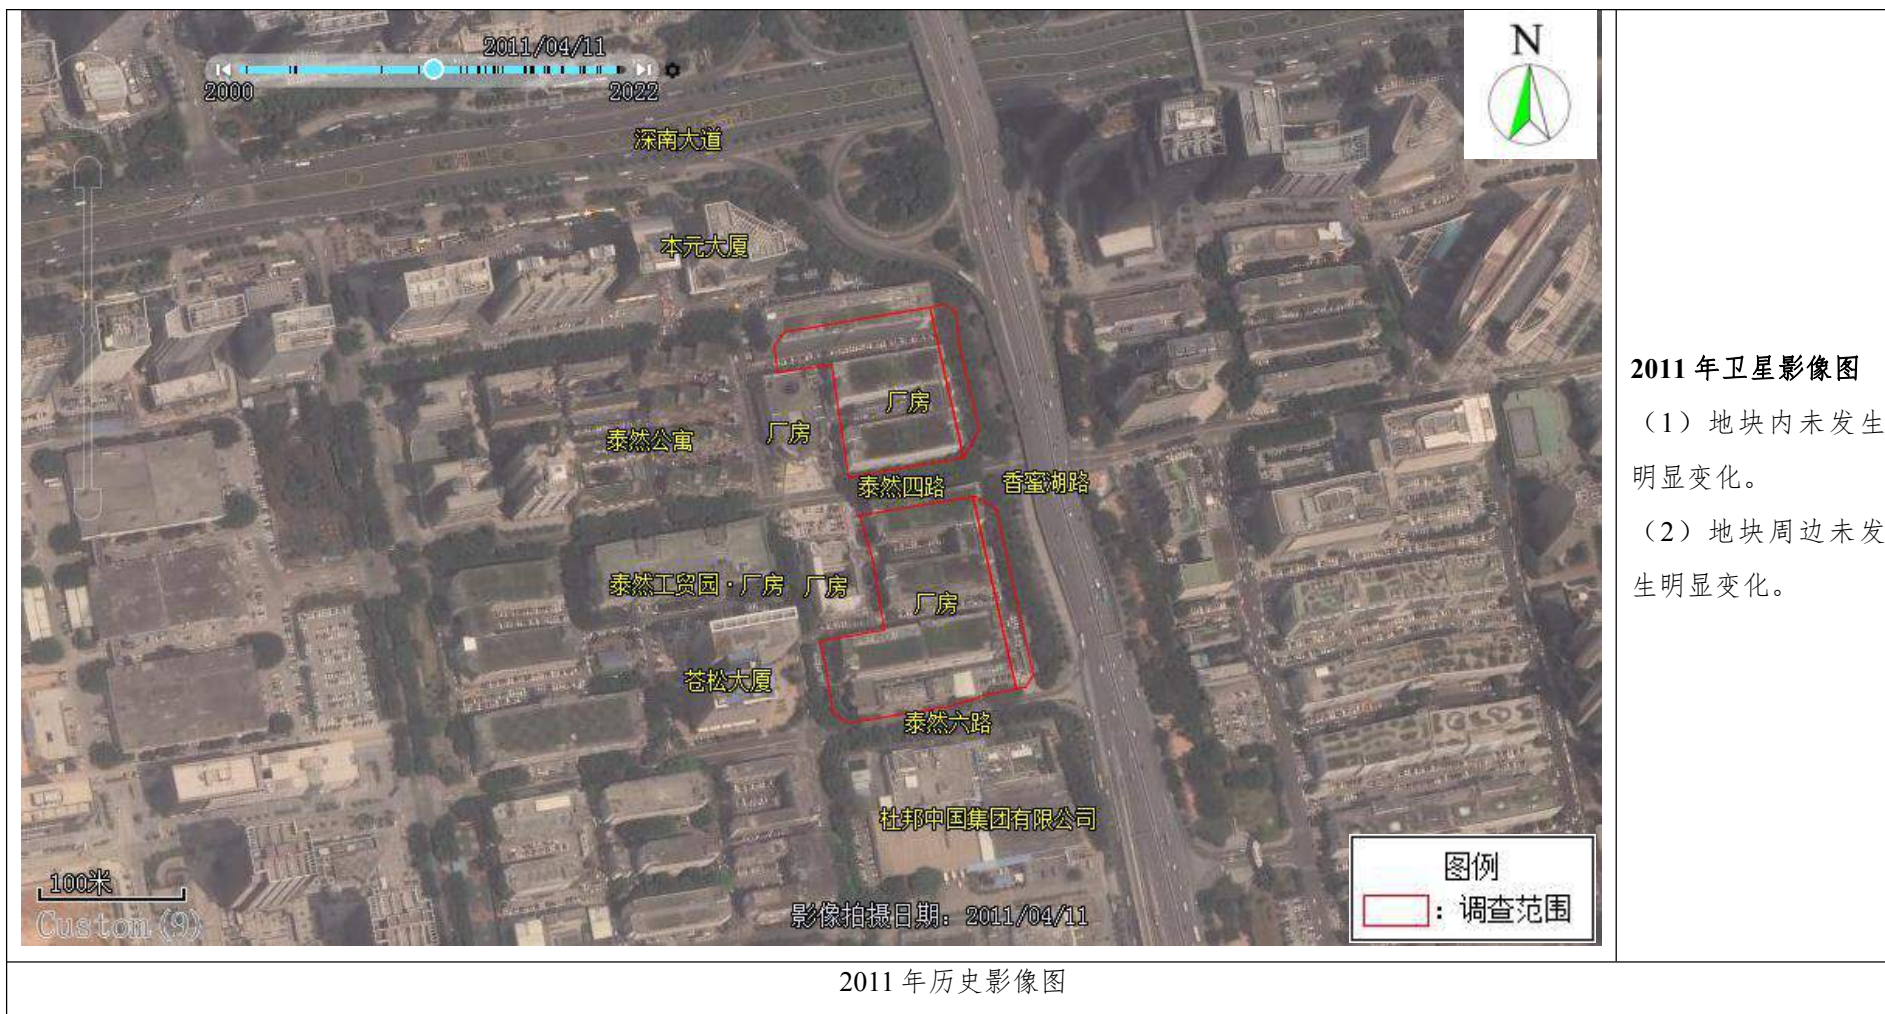 2011/04/11
2000
2022
N
深南大道
本元大厦
厂房
厂房
泰然公寓
泰然四路
香蜜湖路
泰然工贸园·厂房
厂房
厂房
苍松大厦
泰然六路
杜邦中国集团有限公司
100米
Custom(9)
影像拍摄日期：2011/04/11
图例
：调查范围
2011 年卫星影像图
（1）地块内未发生
明显变化。
（2）地块周边未发
生明显变化。
2011 年历史影像图